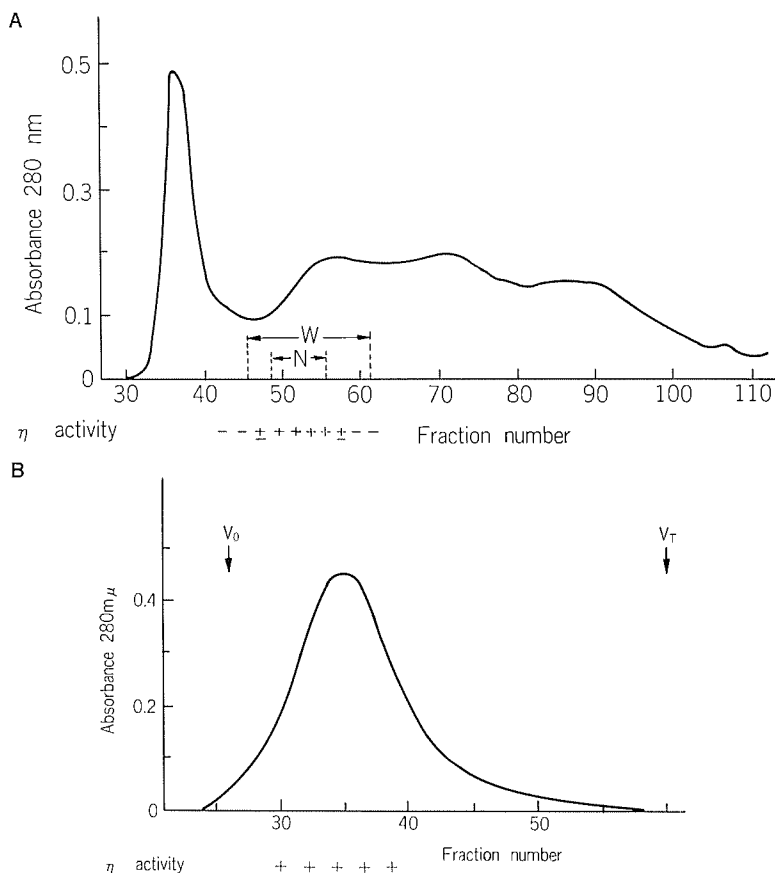 A
Absorbance 280 nm
0.5
0.3
0.1
0
W
N
30 40 50 60 70 80 90 100 110
η activity − − ± + + + + ± − − Fraction number
B
V₀ V_T
Absorbance 280mμ
0.4
0.2
0
30 40 50
η activity + + + + + Fraction number